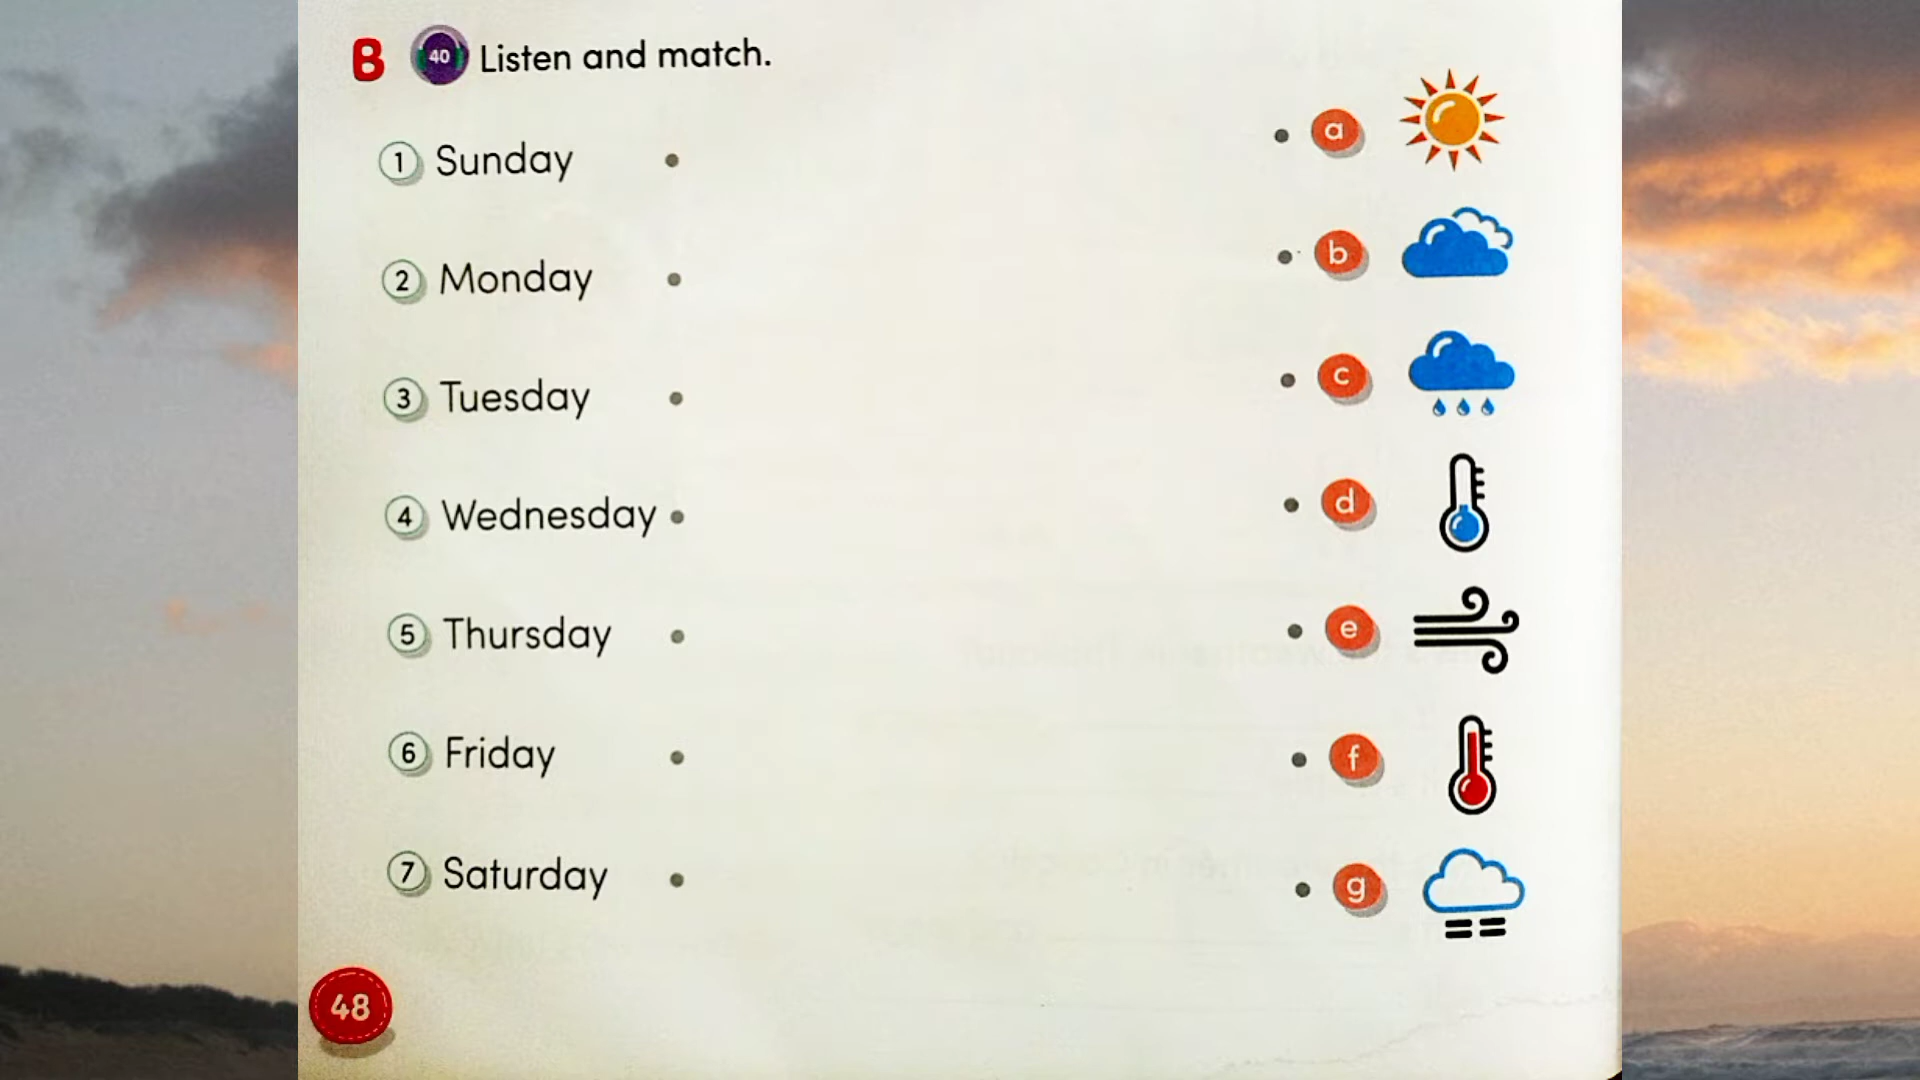 B 40 Listen and match.
1 Sunday
2 Monday
3 Tuesday
4 Wednesday
5 Thursday
6 Friday
7 Saturday
a
b
c
d
e
f
g
48